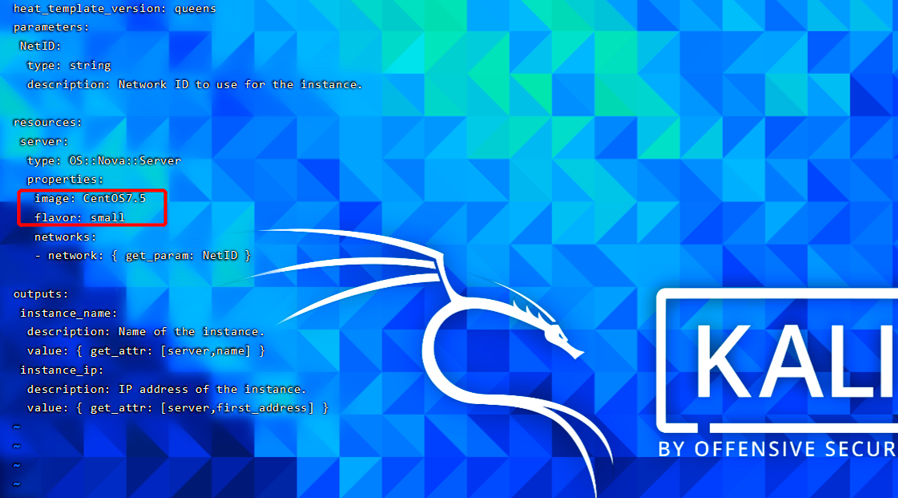 heat_template_version: queens
parameters:
 NetID:
  type: string
  description: Network ID to use for the instance.

resources:
 server:
  type: OS::Nova::Server
  properties:
   image: CentOS7.5
   flavor: small
   networks:
   - network: { get_param: NetID }

outputs:
 instance_name:
  description: Name of the instance.
  value: { get_attr: [server,name] }
 instance_ip:
  description: IP address of the instance.
  value: { get_attr: [server,first_address] }
~
~
~
~
KALI
BY OFFENSIVE SECUR